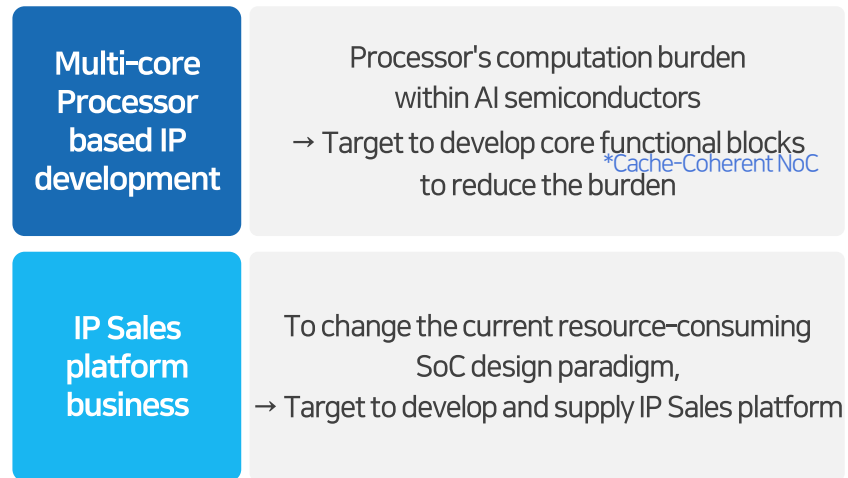 Multi-core
Processor
based IP
development
Processor's computation burden
within AI semiconductors
→ Target to develop core functional blocks
*Cache-Coherent NoC
to reduce the burden
IP Sales
platform
business
To change the current resource-consuming
SoC design paradigm,
→ Target to develop and supply IP Sales platform